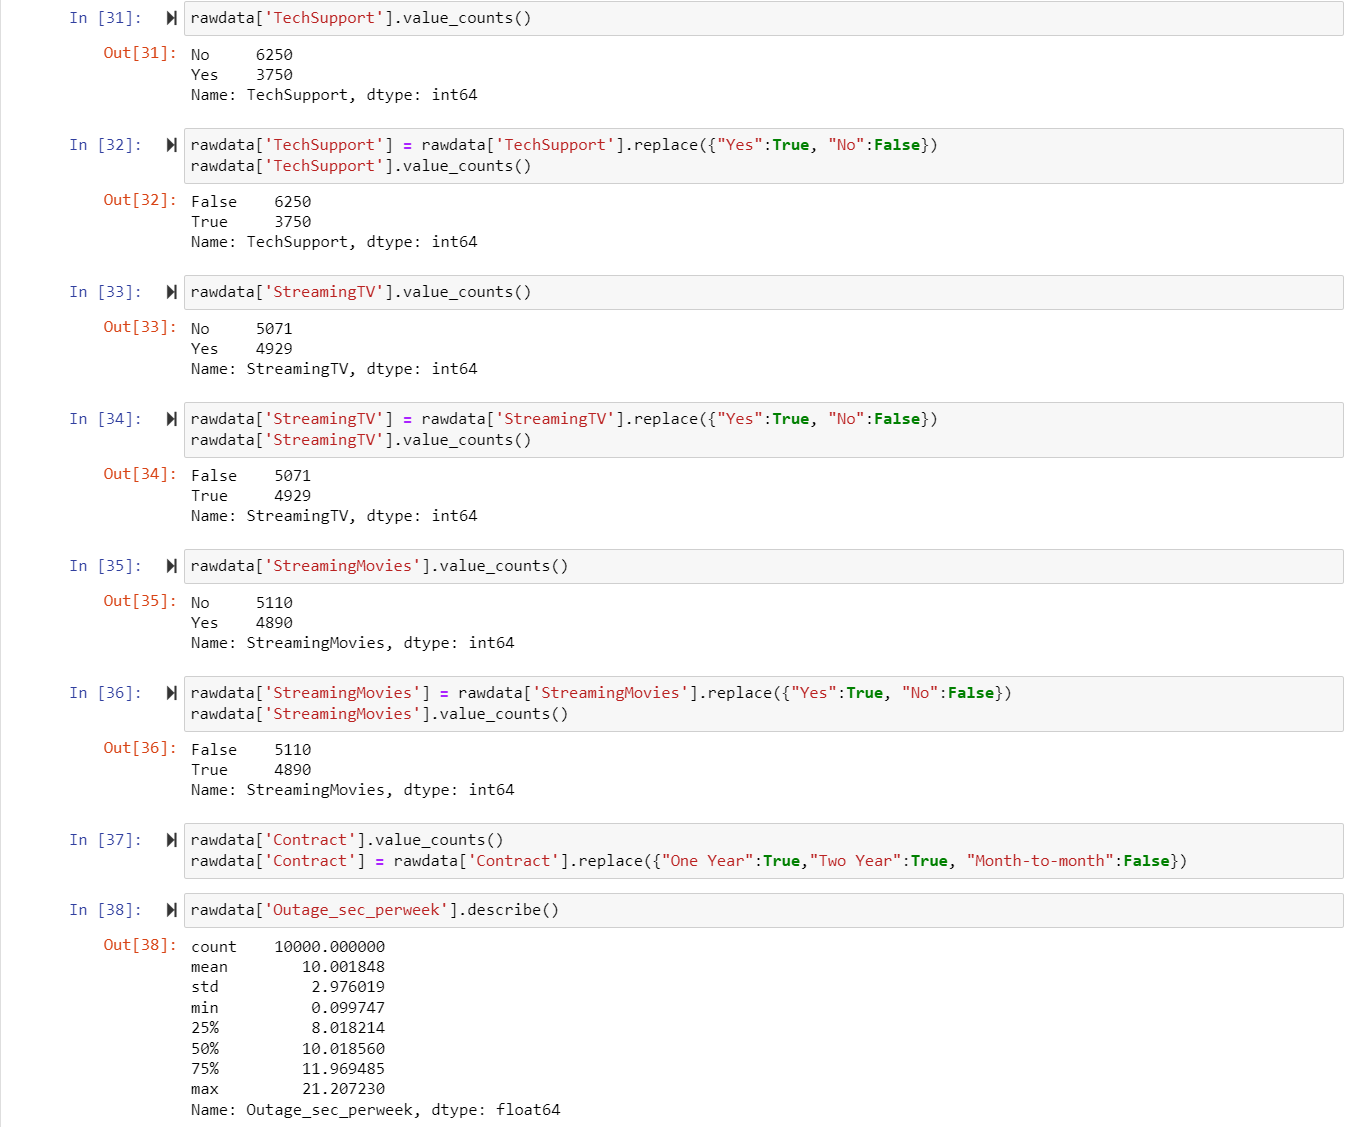 In [31]: rawdata['TechSupport'].value_counts()
Out[31]: No     6250
Yes    3750
Name: TechSupport, dtype: int64
In [32]: rawdata['TechSupport'] = rawdata['TechSupport'].replace({"Yes":True, "No":False})
rawdata['TechSupport'].value_counts()
Out[32]: False    6250
True     3750
Name: TechSupport, dtype: int64
In [33]: rawdata['StreamingTV'].value_counts()
Out[33]: No     5071
Yes    4929
Name: StreamingTV, dtype: int64
In [34]: rawdata['StreamingTV'] = rawdata['StreamingTV'].replace({"Yes":True, "No":False})
rawdata['StreamingTV'].value_counts()
Out[34]: False    5071
True     4929
Name: StreamingTV, dtype: int64
In [35]: rawdata['StreamingMovies'].value_counts()
Out[35]: No     5110
Yes    4890
Name: StreamingMovies, dtype: int64
In [36]: rawdata['StreamingMovies'] = rawdata['StreamingMovies'].replace({"Yes":True, "No":False})
rawdata['StreamingMovies'].value_counts()
Out[36]: False    5110
True     4890
Name: StreamingMovies, dtype: int64
In [37]: rawdata['Contract'].value_counts()
rawdata['Contract'] = rawdata['Contract'].replace({"One Year":True,"Two Year":True, "Month-to-month":False})
In [38]: rawdata['Outage_sec_perweek'].describe()
Out[38]: count    10000.000000
mean        10.001848
std          2.976019
min          0.099747
25%          8.018214
50%         10.018560
75%         11.969485
max         21.207230
Name: Outage_sec_perweek, dtype: float64